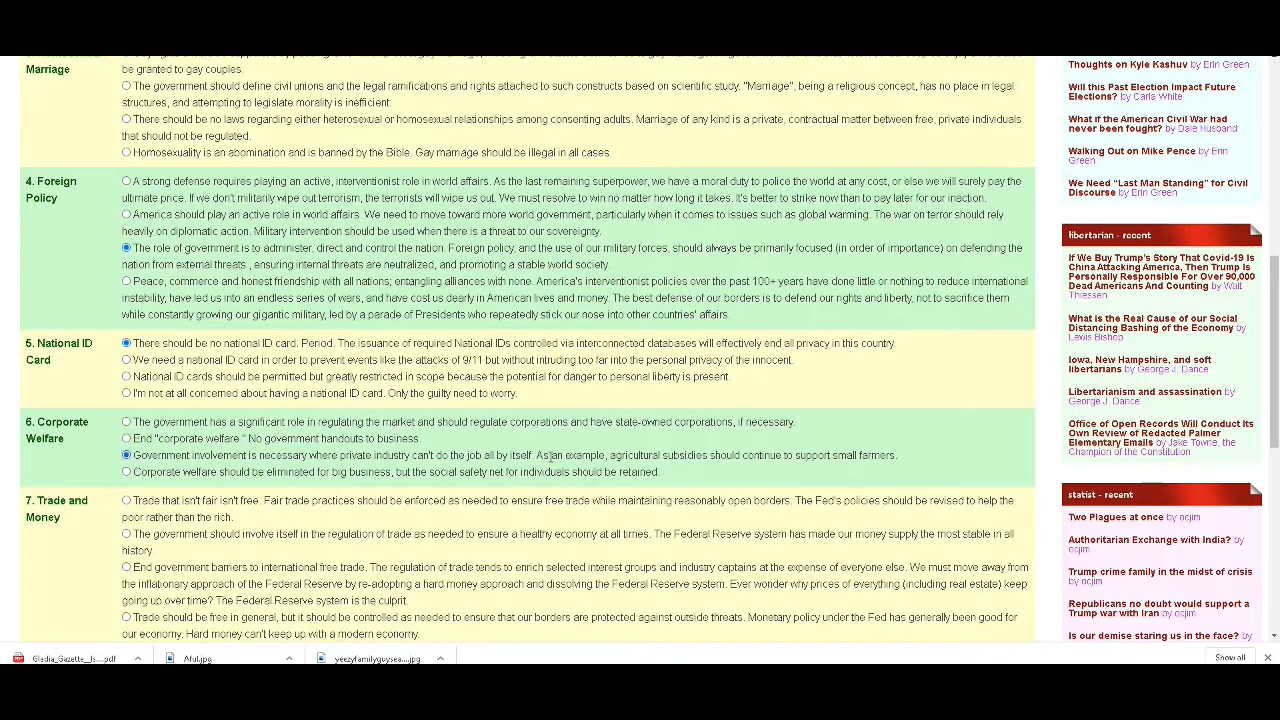 Marriage
be granted to gay couples.
The government should define civil unions and the legal ramifications and rights attached to such constructs based on scientific study. "Marriage", being a religious concept, has no place in legal
structures, and attempting to legislate morality is inefficient.
There should be no laws regarding either heterosexual or homosexual relationships among consenting adults. Marriage of any kind is a private, contractual matter between free, private individuals
that should not be regulated.
Homosexuality is an abomination and is banned by the Bible. Gay marriage should be illegal in all cases.
4. Foreign
Policy
A strong defense requires playing an active, interventionist role in world affairs. As the last remaining superpower, we have a moral duty to police the world at any cost, or else we will surely pay the
ultimate price. If we don't militarily wipe out terrorism, the terrorists will wipe us out. We must resolve to win no matter how long it takes. It's better to strike now than to pay later for our inaction.
America should play an active role in world affairs. We need to move toward more world government, particularly when it comes to issues such as global warming. The war on terror should rely
heavily on diplomatic action. Military intervention should be used when there is a threat to our sovereignty.
The role of government is to administer, direct and control the nation. Foreign policy, and the use of our military forces, should always be primarily focused (in order of importance) on defending the
nation from external threats , ensuring internal threats are neutralized, and promoting a stable world society.
Peace, commerce and honest friendship with all nations; entangling alliances with none. America's interventionist policies over the past 100+ years have done little or nothing to reduce international
instability, have led us into an endless series of wars, and have cost us dearly in American lives and money. The best defense of our borders is to defend our rights and liberty, not to sacrifice them
while constantly growing our gigantic military, led by a parade of Presidents who repeatedly stick our nose into other countries' affairs.
5. National ID
Card
There should be no national ID card. Period. The issuance of required National IDs controlled via interconnected databases will effectively end all privacy in this country.
We need a national ID card in order to prevent events like the attacks of 9/11 but without intruding too far into the personal privacy of the innocent.
National ID cards should be permitted but greatly restricted in scope because the potential for danger to personal liberty is present.
I'm not at all concerned about having a national ID card. Only the guilty need to worry.
6. Corporate
Welfare
The government has a significant role in regulating the market and should regulate corporations and have state-owned corporations, if necessary.
End "corporate welfare." No government handouts to business.
Government involvement is necessary where private industry can't do the job all by itself. As an example, agricultural subsidies should continue to support small farmers.
Corporate welfare should be eliminated for big business, but the social safety net for individuals should be retained.
7. Trade and
Money
Trade that isn't fair isn't free. Fair trade practices should be enforced as needed to ensure free trade while maintaining reasonably open borders. The Fed's policies should be revised to help the
poor rather than the rich.
The government should involve itself in the regulation of trade as needed to ensure a healthy economy at all times. The Federal Reserve system has made our money supply the most stable in all
history.
End government barriers to international free trade. The regulation of trade tends to enrich selected interest groups and industry captains at the expense of everyone else. We must move away from
the inflationary approach of the Federal Reserve by re-adopting a hard money approach and dissolving the Federal Reserve system. Ever wonder why prices of everything (including real estate) keep
going up over time? The Federal Reserve system is the culprit.
Trade should be free in general, but it should be controlled as needed to ensure that our borders are protected against outside threats. Monetary policy under the Fed has generally been good for
our economy. Hard money can't keep up with a modern economy.
Thoughts on Kyle Kashuv by Erin Green
Will this Past Election Impact Future
Elections? by Carla White
What if the American Civil War had
never been fought? by Dale Husband
Walking Out on Mike Pence by Erin
Green
We Need "Last Man Standing" for Civil
Discourse by Erin Green
libertarian - recent
If We Buy Trump's Story That Covid-19 Is
China Attacking America, Then Trump Is
Personally Responsible For Over 90,000
Dead Americans And Counting by Walt
Thiessen
What is the Real Cause of our Social
Distancing Bashing of the Economy by
Lewis Bishop
Iowa, New Hampshire, and soft
libertarians by George J. Dance
Libertarianism and assassination by
George J. Dance
Office of Open Records Will Conduct Its
Own Review of Redacted Palmer
Elementary Emails by Jake Towne, the
Champion of the Constitution
statist - recent
Two Plagues at once by ocjim
Authoritarian Exchange with India? by
ocjim
Trump crime family in the midst of crisis
by ocjim
Republicans no doubt would support a
Trump war with Iran by ocjim
Is our demise staring us in the face? by
Gladia_Gazette__Is....pdf
Aful.jpg
yeezyfamilyguysea....jpg
Show all